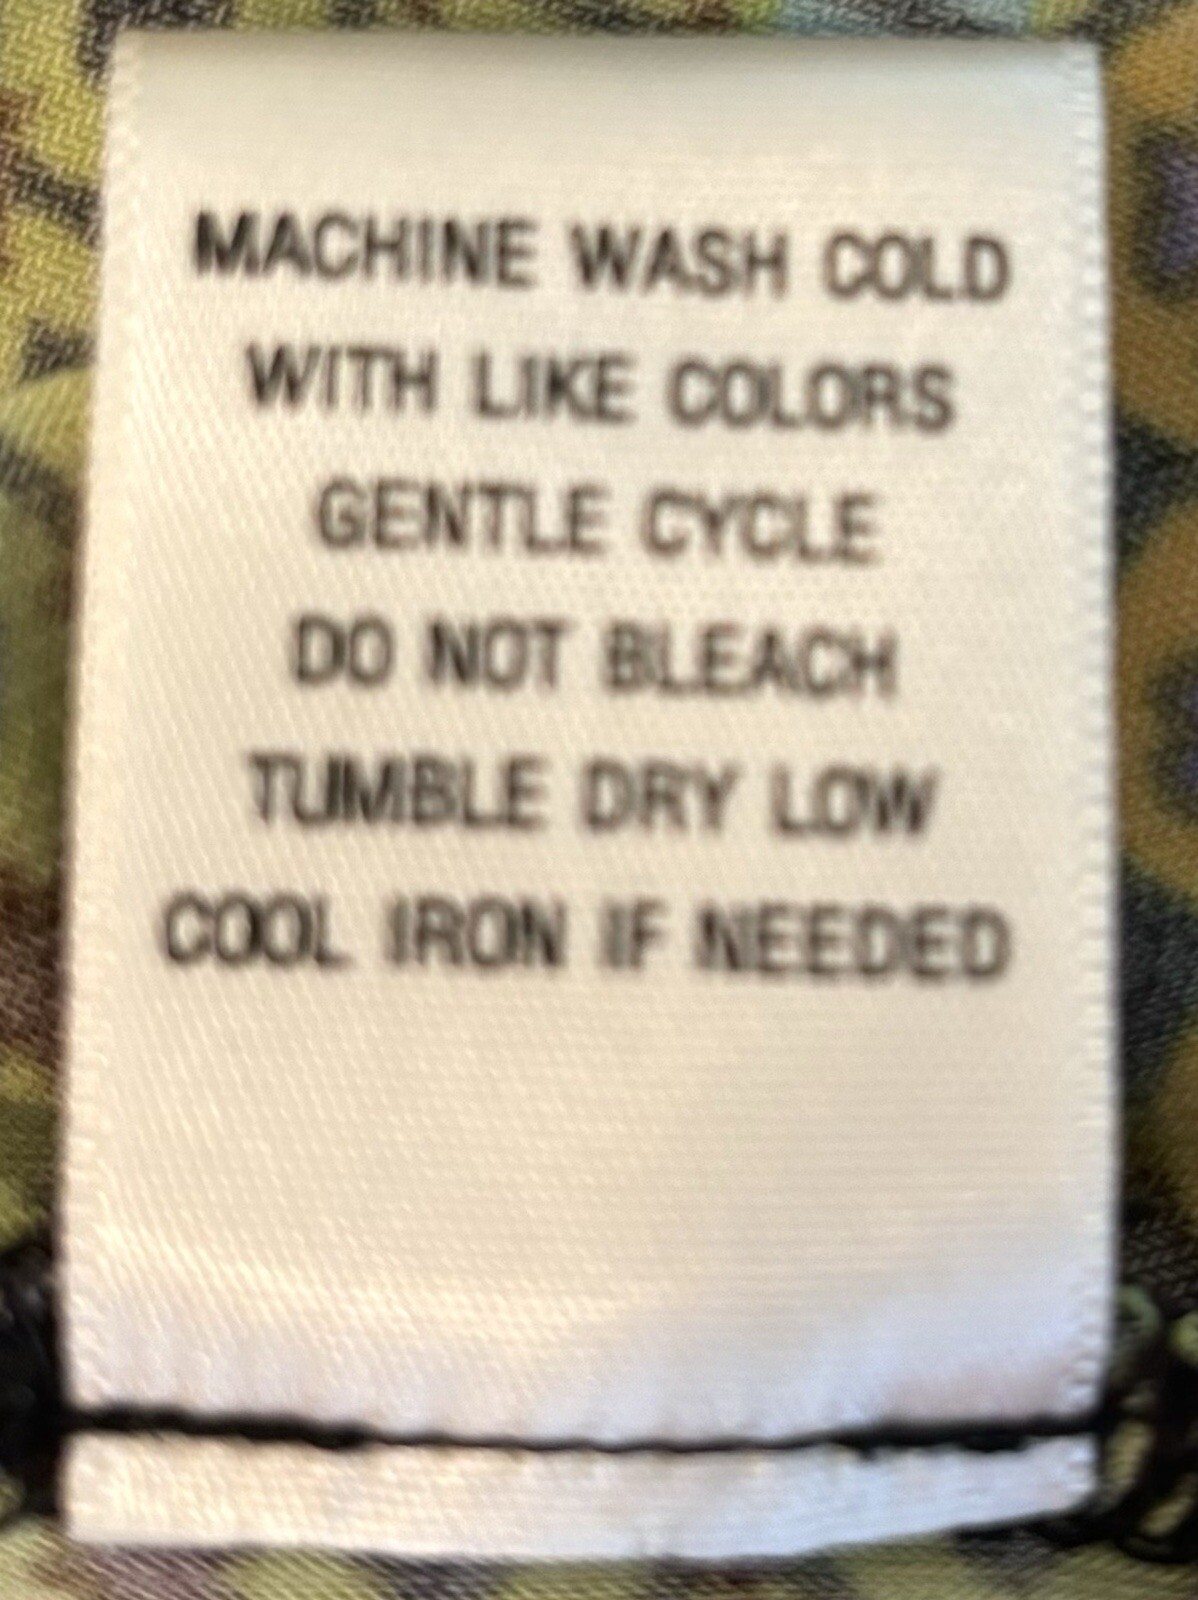 MACHINE WASH COLD
WITH LIKE COLORS
GENTLE CYCLE
DO NOT BLEACH
TUMBLE DRY LOW
COOL IRON IF NEEDED